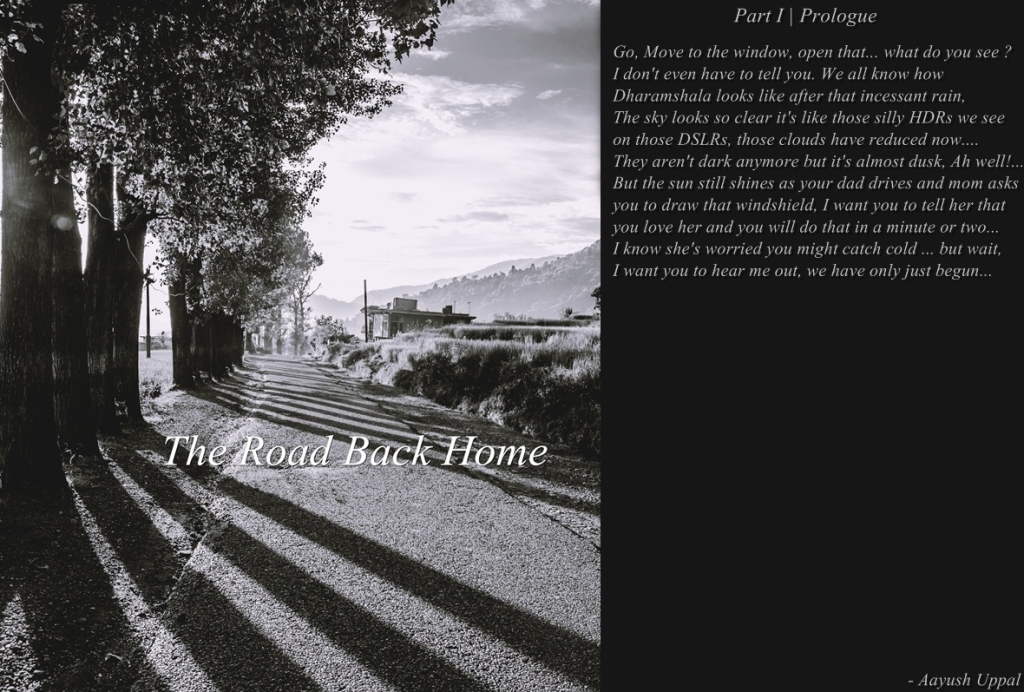 Part I | Prologue
Go, Move to the window, open that... what do you see ?
I don't even have to tell you. We all know how
Dharamshala looks like after that incessant rain,
The sky looks so clear it's like those silly HDRs we see
on those DSLRs, those clouds have reduced now....
They aren't dark anymore but it's almost dusk, Ah well!...
But the sun still shines as your dad drives and mom asks
you to draw that windshield, I want you to tell her that
you love her and you will do that in a minute or two...
I know she's worried you might catch cold ... but wait,
I want you to hear me out, we have only just begun...
The Road Back Home
- Aayush Uppal